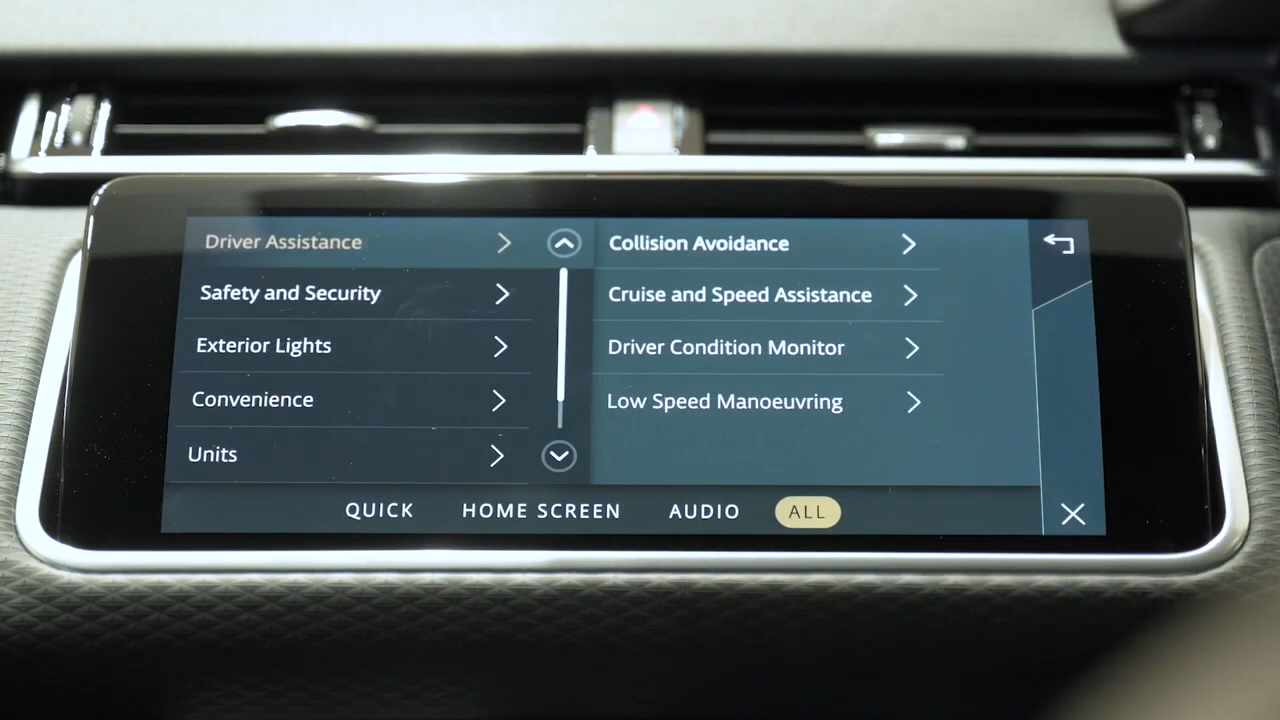 Driver Assistance
Safety and Security
Exterior Lights
Convenience
Units
Collision Avoidance
Cruise and Speed Assistance
Driver Condition Monitor
Low Speed Manoeuvring
QUICK HOME SCREEN AUDIO ALL